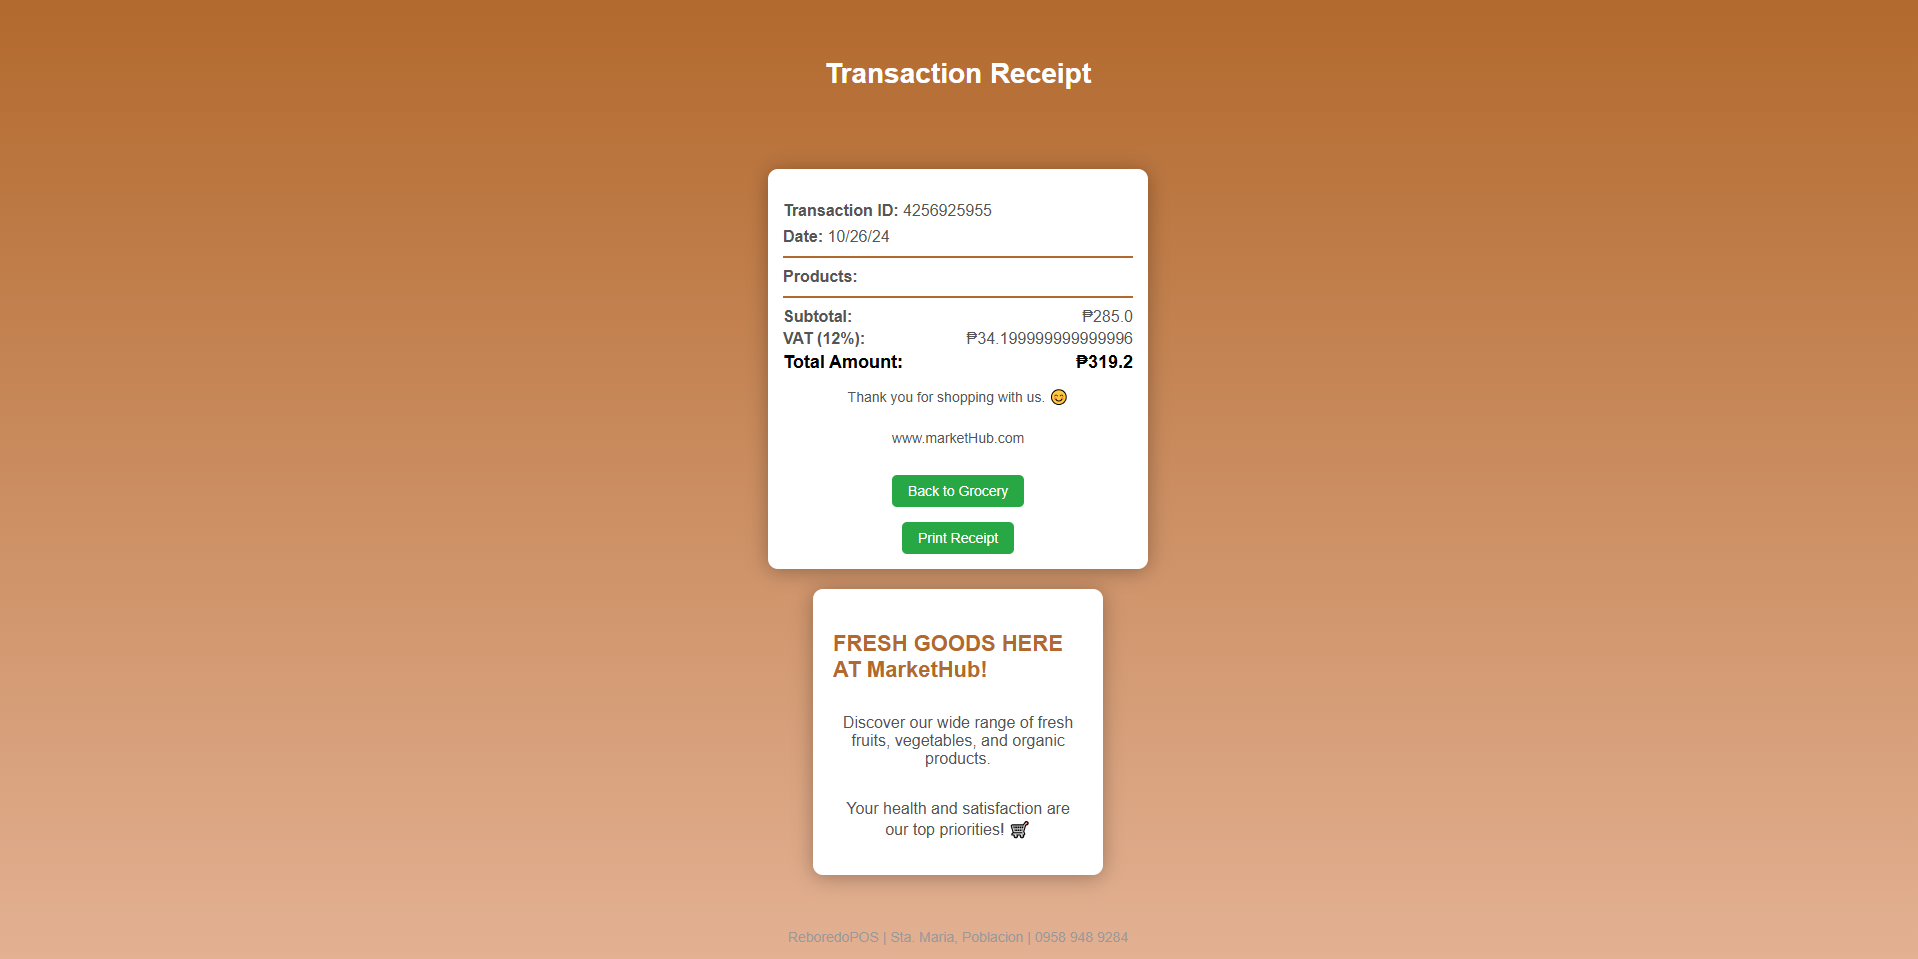 Transaction Receipt
Transaction ID: 4256925955
Date: 10/26/24
Products:
Subtotal: ₱285.0
VAT (12%): ₱34.199999999999996
Total Amount: ₱319.2
Thank you for shopping with us. 😊
www.marketHub.com
Back to Grocery
Print Receipt
FRESH GOODS HERE
AT MarketHub!
Discover our wide range of fresh
fruits, vegetables, and organic
products.
Your health and satisfaction are
our top priorities! 🛒
ReboredoPOS | Sta. Maria, Poblacion | 0958 948 9284